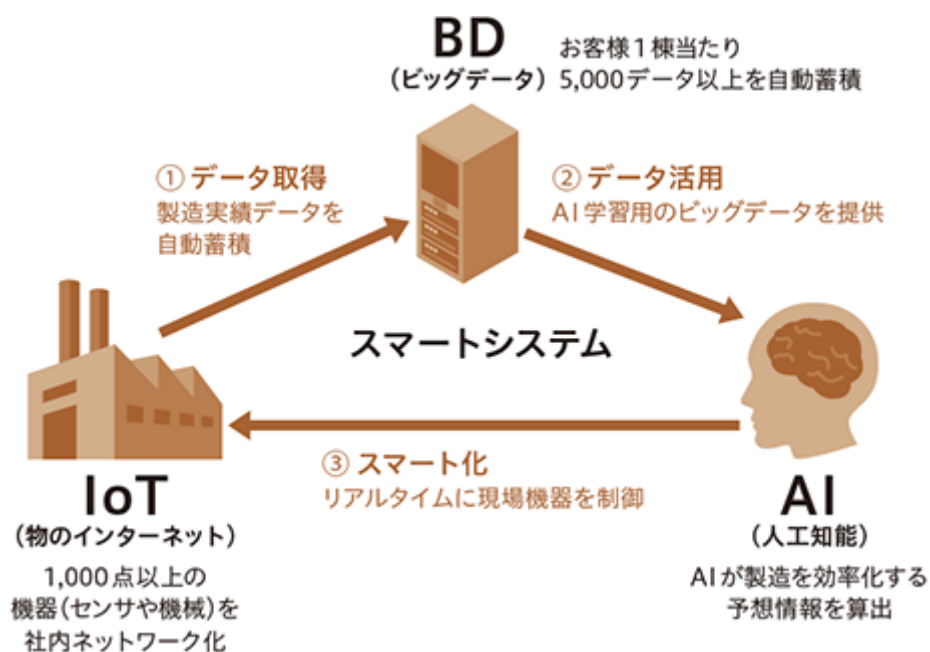 BD
(ビッグデータ)
お客様1棟当たり
5,000データ以上を自動蓄積
① データ取得
製造実績データを
自動蓄積
② データ活用
AI学習用のビッグデータを提供
スマートシステム
③ スマート化
リアルタイムに現場機器を制御
IoT
(物のインターネット)
1,000点以上の
機器(センサや機械)を
社内ネットワーク化
AI
(人工知能)
AIが製造を効率化する
予想情報を算出